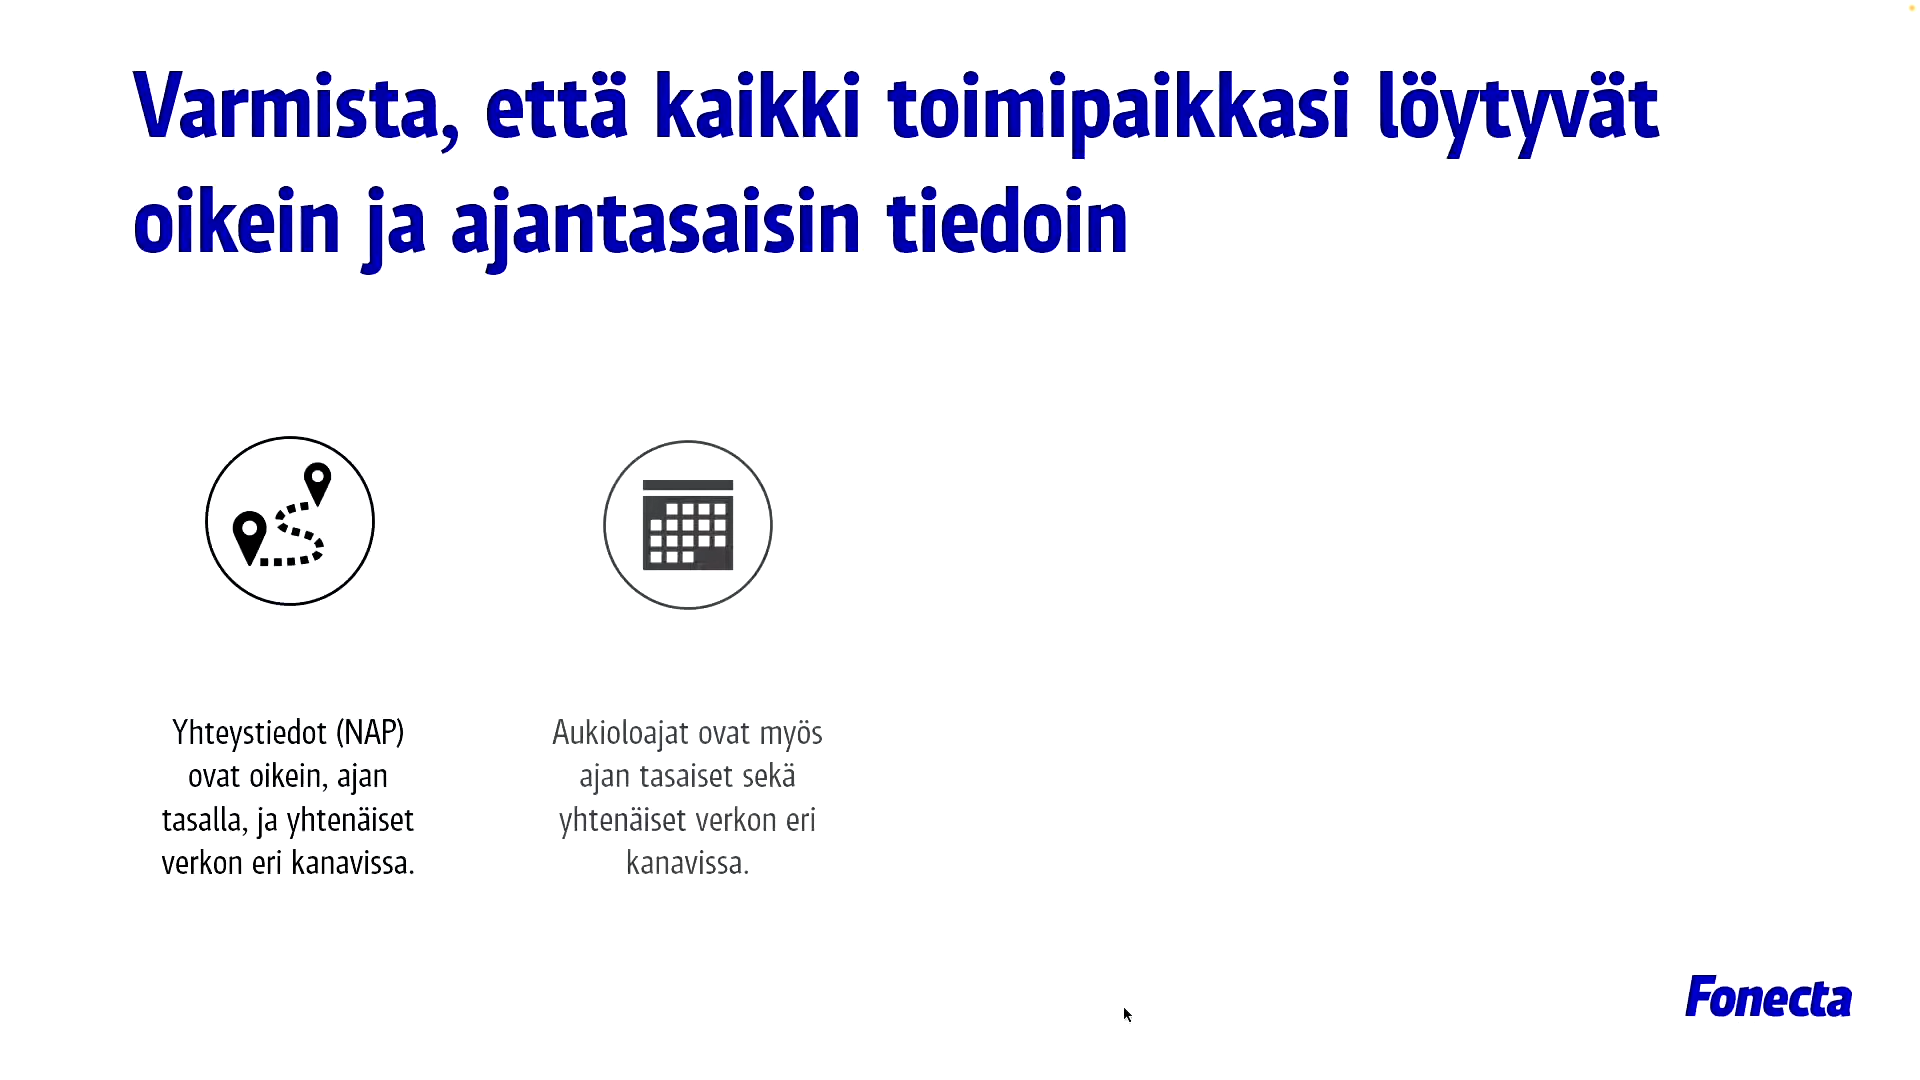 Varmista, että kaikki toimipaikkasi löytyvät
oikein ja ajantasaisin tiedoin
Yhteystiedot (NAP)
ovat oikein, ajan
tasalla, ja yhtenäiset
verkon eri kanavissa.
Aukioloajat ovat myös
ajan tasaiset sekä
yhtenäiset verkon eri
kanavissa.
Fonecta